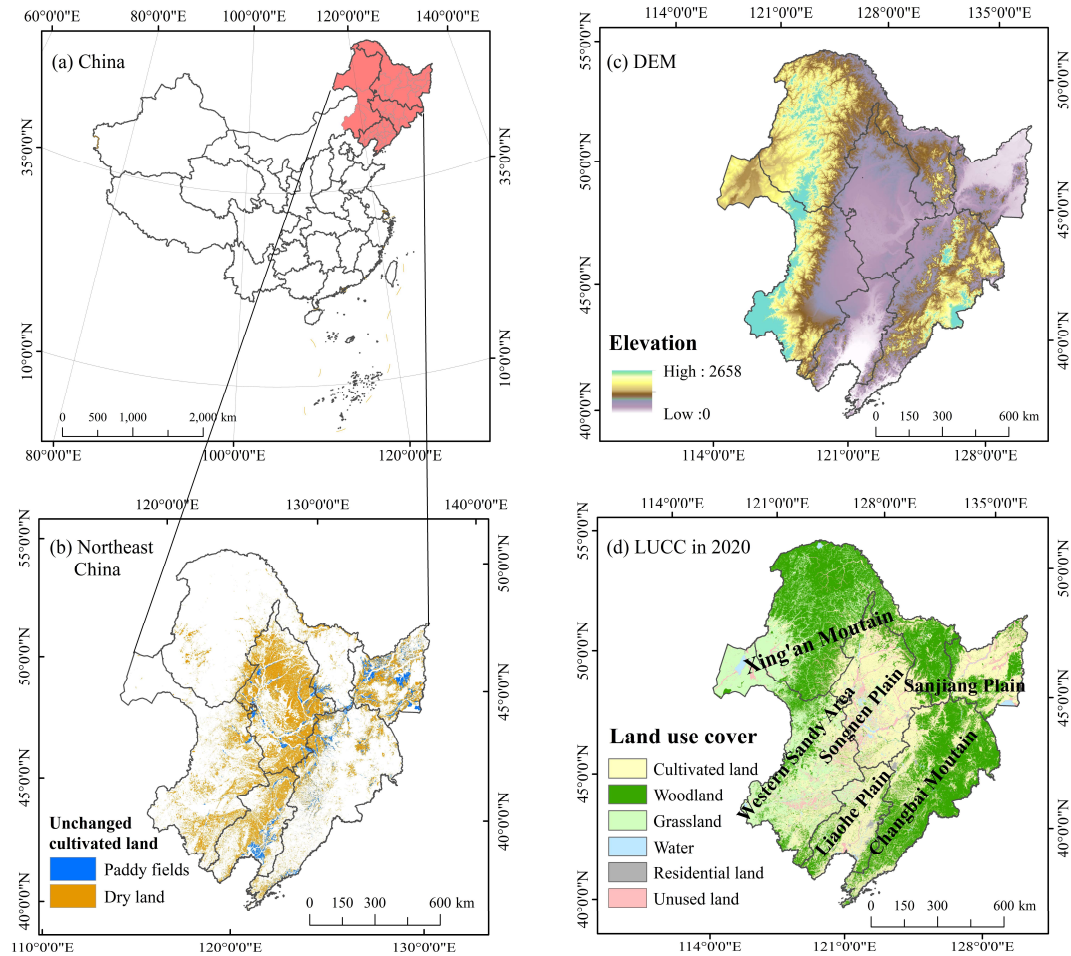 60°0'0"E 80°0'0"E 100°0'0"E 120°0'0"E 140°0'0"E
(a) China
35°0'0"N
35°0'0"N
10°0'0"N
10°0'0"N
0 500 1,000 2,000 km
80°0'0"E 100°0'0"E 120°0'0"E
114°0'0"E 121°0'0"E 128°0'0"E 135°0'0"E
(c) DEM
55°0'0"N
50°0'0"N
45°0'0"N
40°0'0"N
50°0'0"N
45°0'0"N
40°0'0"N
Elevation
High : 2658
Low :0
0 150 300 600 km
114°0'0"E 121°0'0"E 128°0'0"E
120°0'0"E 130°0'0"E 140°0'0"E
(b) Northeast
China
55°0'0"N
50°0'0"N
45°0'0"N
40°0'0"N
50°0'0"N
45°0'0"N
40°0'0"N
Unchanged
cultivated land
Paddy fields
Dry land
0 150 300 600 km
110°0'0"E 120°0'0"E 130°0'0"E
114°0'0"E 121°0'0"E 128°0'0"E 135°0'0"E
(d) LUCC in 2020
55°0'0"N
50°0'0"N
45°0'0"N
40°0'0"N
50°0'0"N
45°0'0"N
40°0'0"N
Xing'an Moutain
Sanjiang Plain
Songnen Plain
Western Sandy Area
Liaohe Plain
Changbai Moutain
Land use cover
Cultivated land
Woodland
Grassland
Water
Residential land
Unused land
0 150 300 600 km
114°0'0"E 121°0'0"E 128°0'0"E